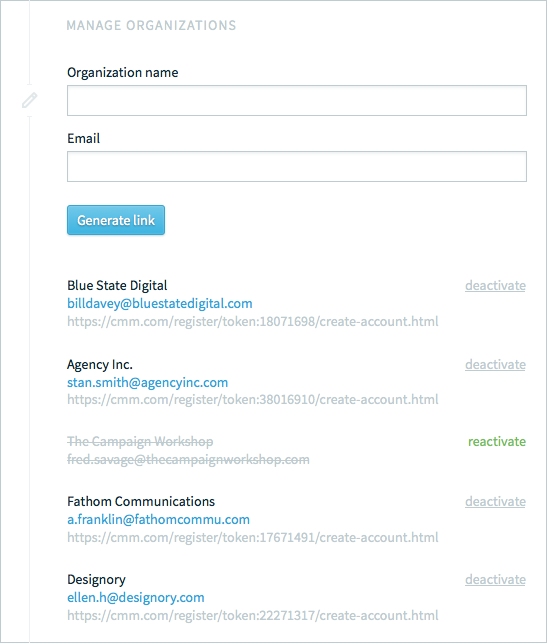 MANAGE ORGANIZATIONS
Organization name
Email
Generate link
Blue State Digital deactivate
billdavey@bluestatedigital.com
https://cmm.com/register/token:18071698/create-account.html
Agency Inc. deactivate
stan.smith@agencyinc.com
https://cmm.com/register/token:38016910/create-account.html
The Campaign Workshop reactivate
fred.savage@thecampaignworkshop.com
Fathom Communications deactivate
a.franklin@fathomcommu.com
https://cmm.com/register/token:17671491/create-account.html
Designory deactivate
ellen.h@designory.com
https://cmm.com/register/token:22271317/create-account.html